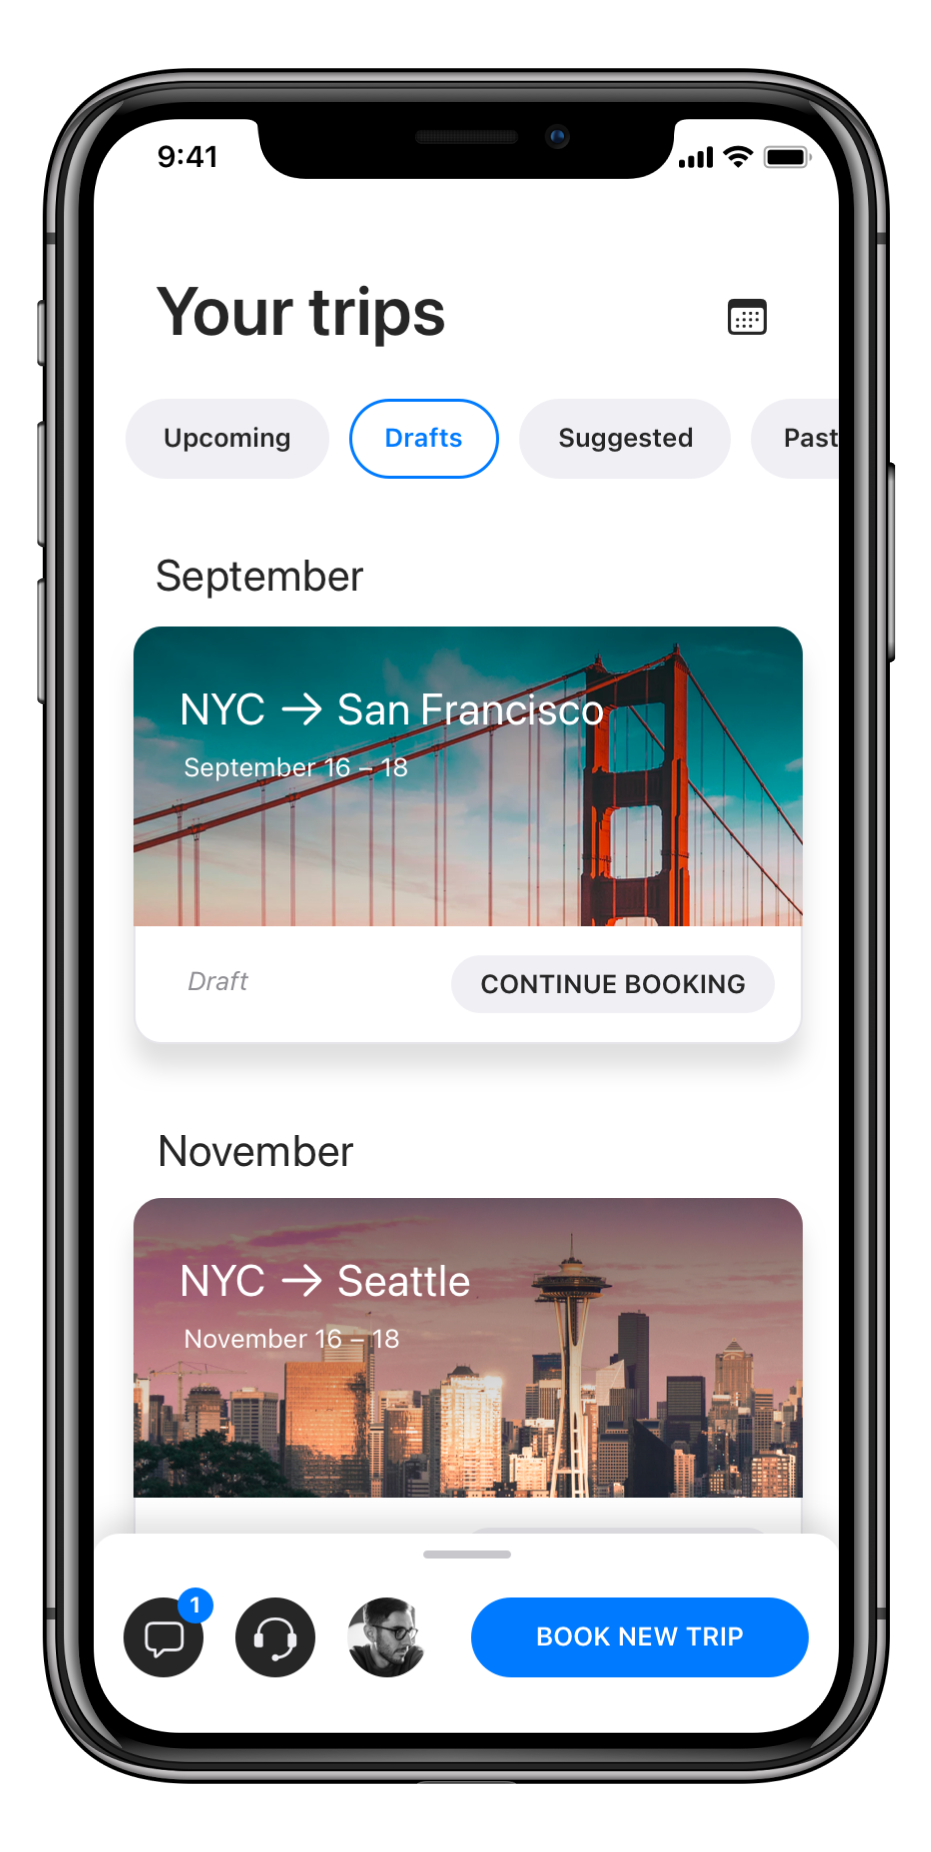 9:41
Your trips
Upcoming
Drafts
Suggested
Past
September
NYC → San Francisco
September 16 – 18
Draft
CONTINUE BOOKING
November
NYC → Seattle
November 16 – 18
1
BOOK NEW TRIP